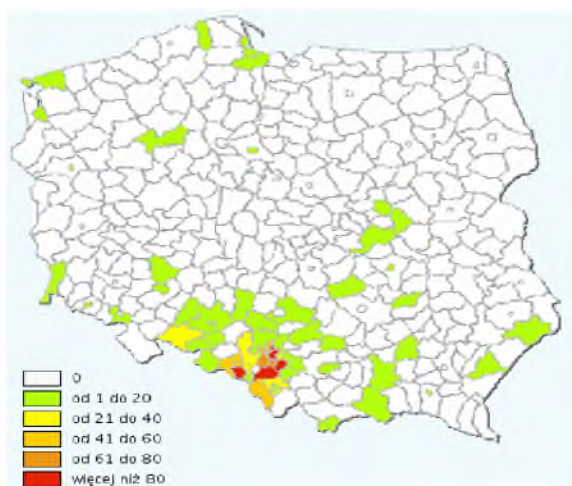 0
od 1 do 20
od 21 do 40
od 41 do 60
od 61 do 80
więcej niż 80